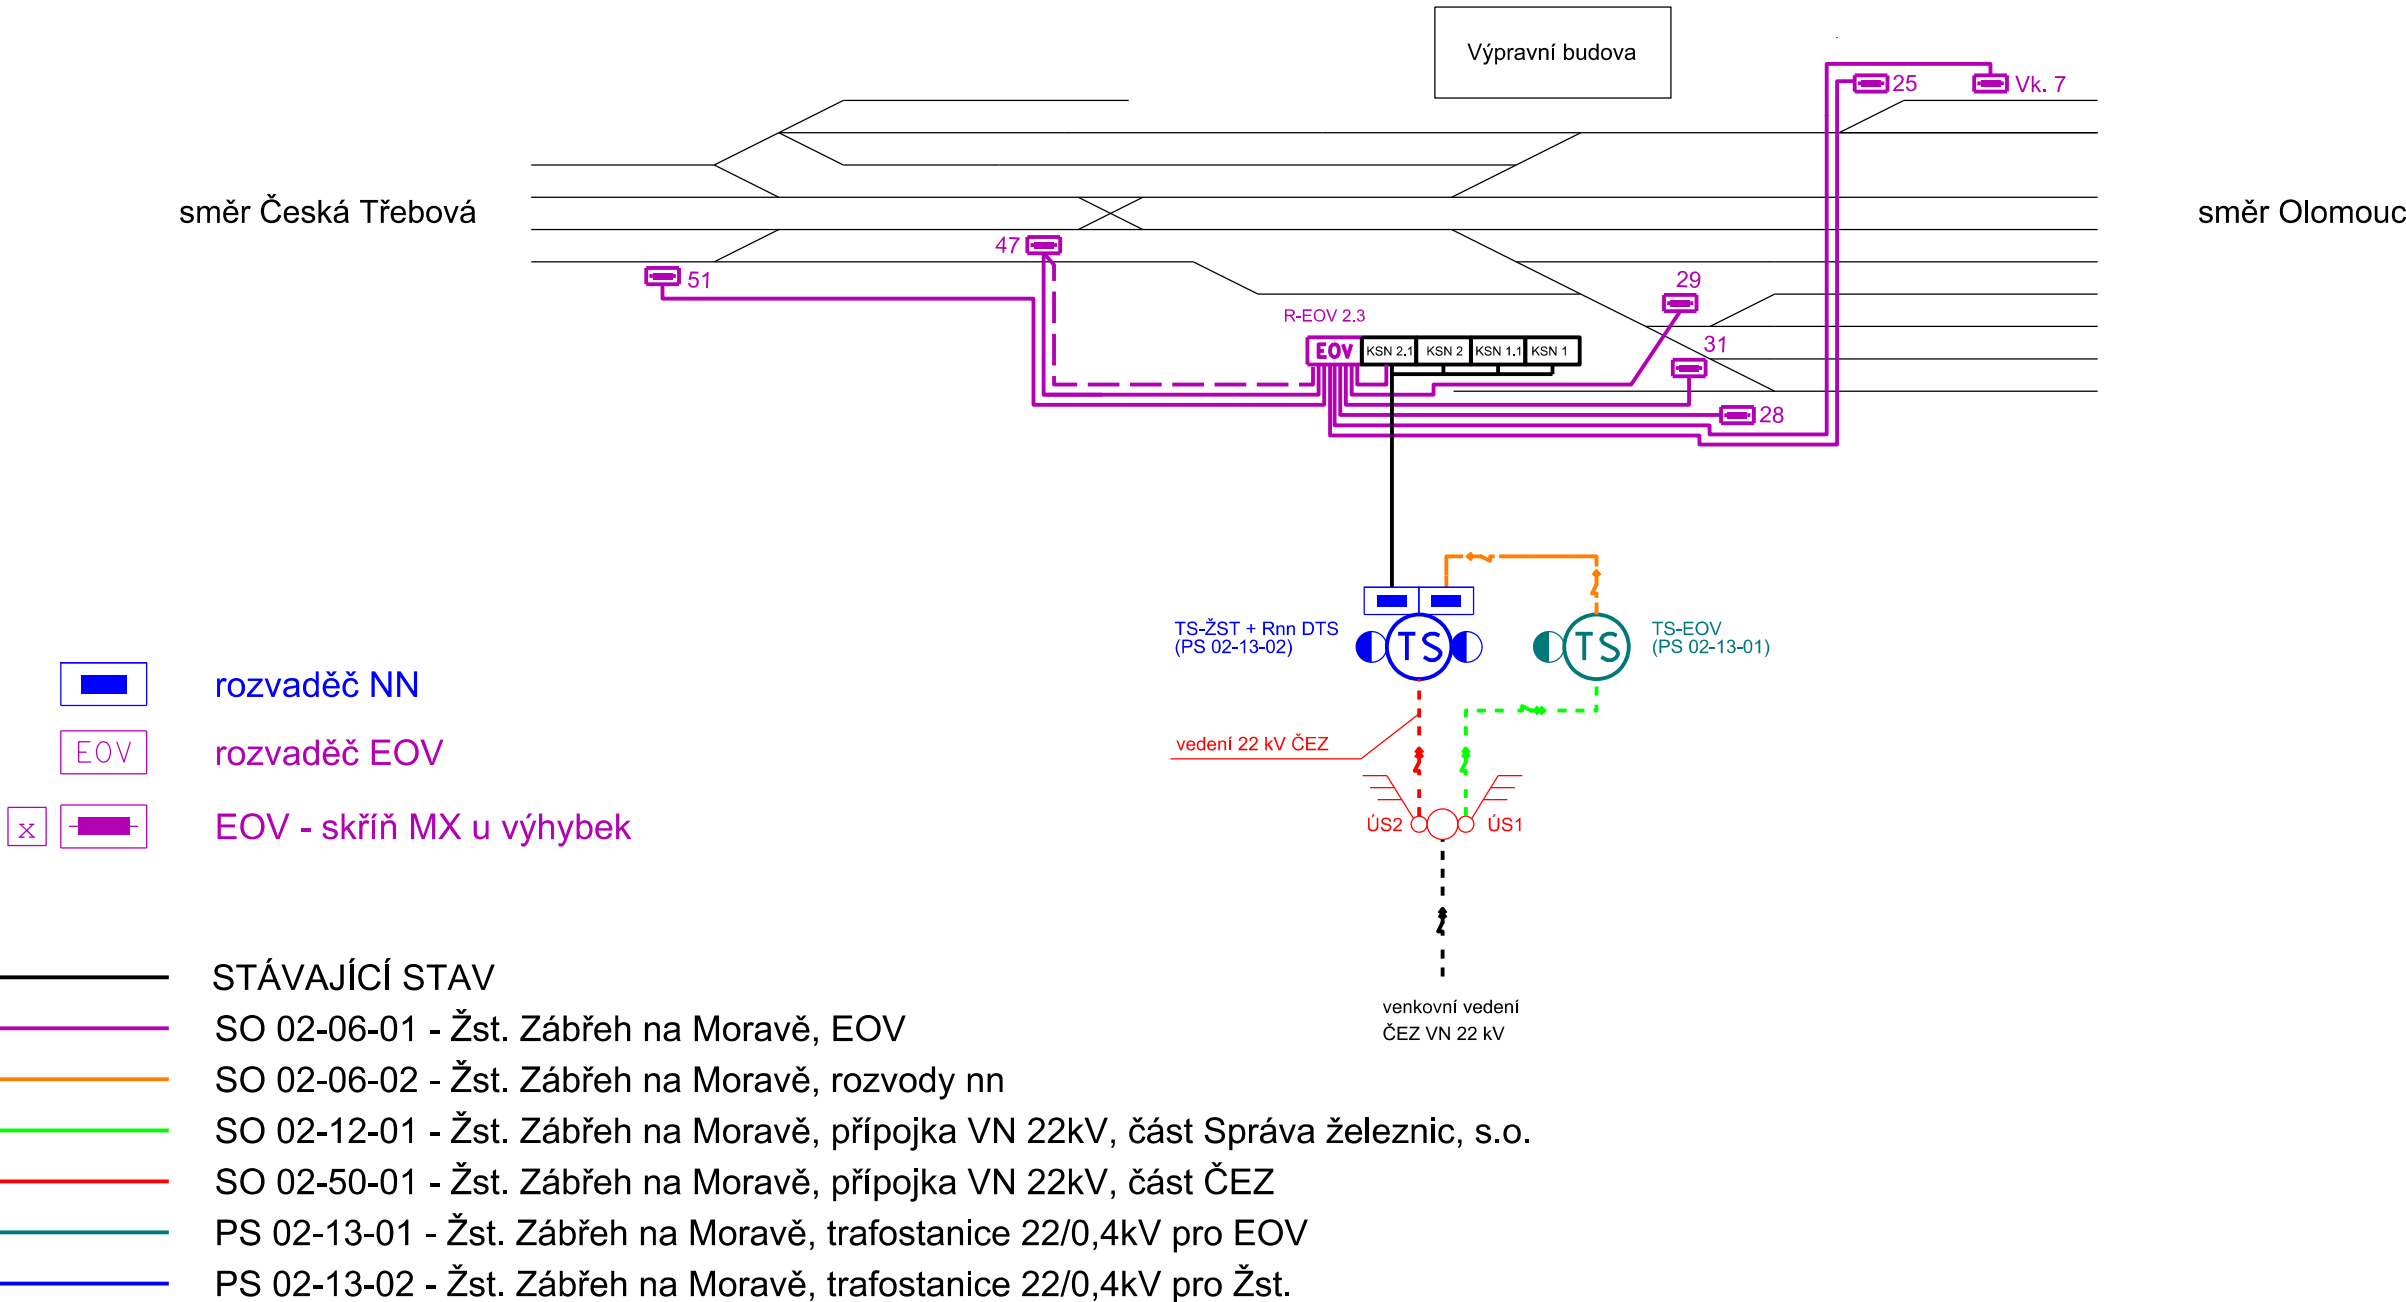 Výpravní budova
25
Vk. 7
směr Česká Třebová
směr Olomouc
47
51
29
R-EOV 2.3
EOV
KSN 2.1
KSN 2
KSN 1.1
KSN 1
31
28
TS-ŽST + Rnn DTS
(PS 02-13-02)
TS
TS
TS-EOV
(PS 02-13-01)
rozvaděč NN
EOV
rozvaděč EOV
vedení 22 kV ČEZ
x
EOV - skříň MX u výhybek
ÚS2
ÚS1
venkovní vedení
ČEZ VN 22 kV
STÁVAJÍCÍ STAV
SO 02-06-01 - Žst. Zábřeh na Moravě, EOV
SO 02-06-02 - Žst. Zábřeh na Moravě, rozvody nn
SO 02-12-01 - Žst. Zábřeh na Moravě, přípojka VN 22kV, část Správa železnic, s.o.
SO 02-50-01 - Žst. Zábřeh na Moravě, přípojka VN 22kV, část ČEZ
PS 02-13-01 - Žst. Zábřeh na Moravě, trafostanice 22/0,4kV pro EOV
PS 02-13-02 - Žst. Zábřeh na Moravě, trafostanice 22/0,4kV pro Žst.